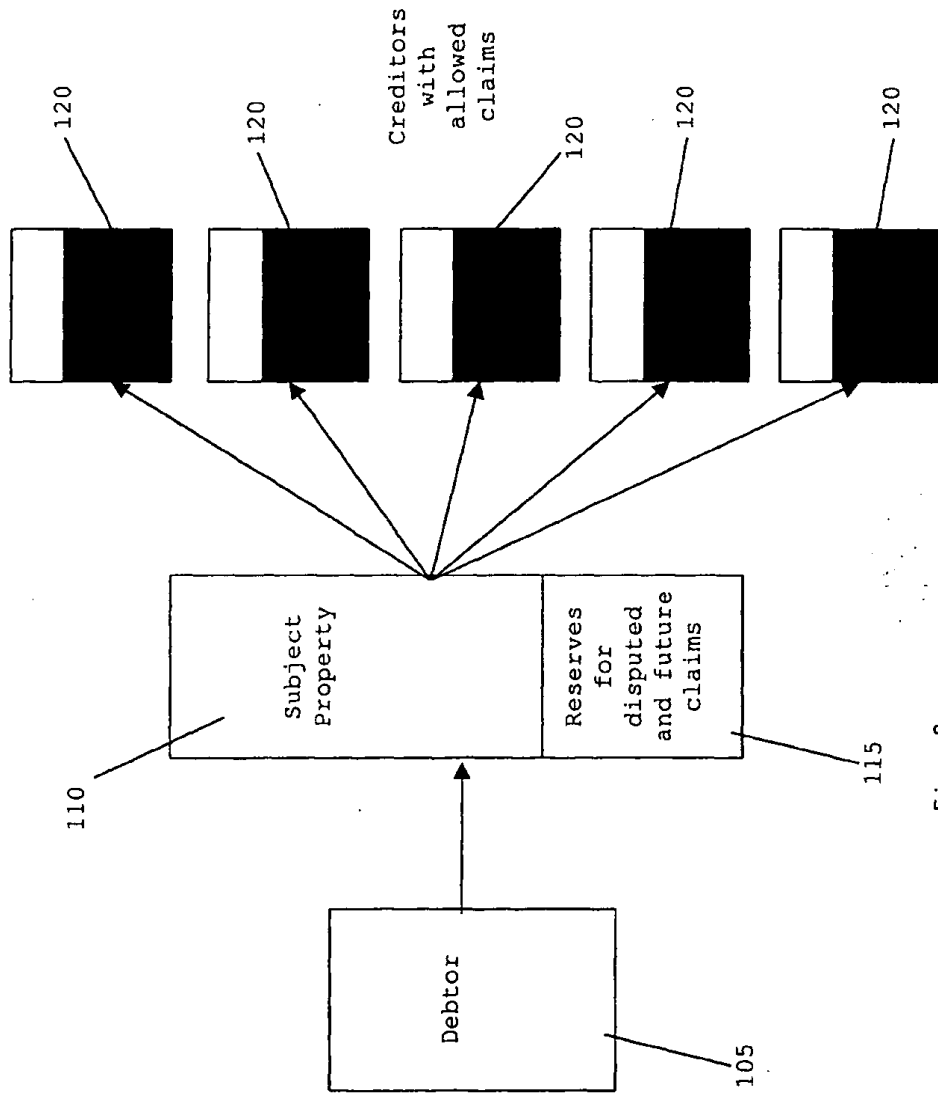 Debtor
105
110
Subject
Property
Reserves
for
disputed
and future
claims
115
120
120
Creditors
with
allowed
claims
120
120
120